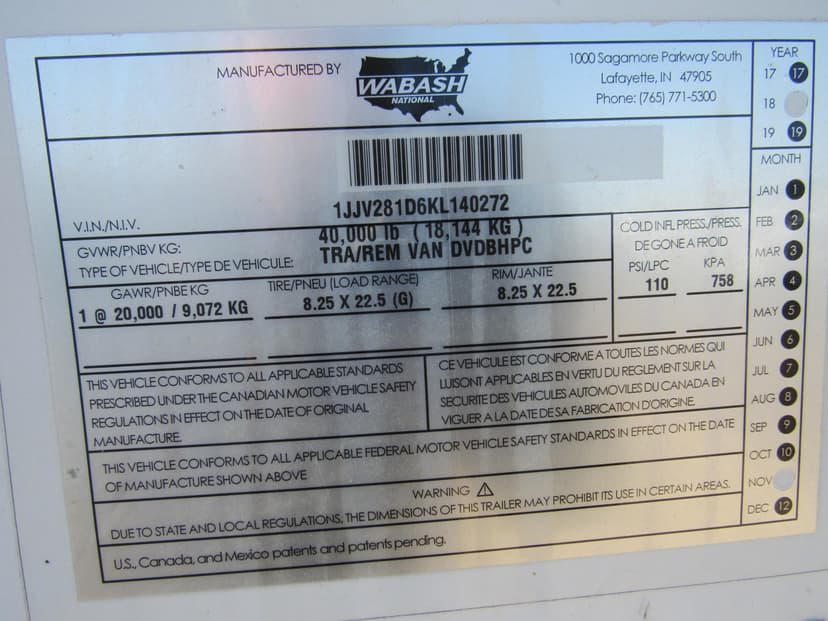 MANUFACTURED BY
WABASH
NATIONAL
1000 Sagamore Parkway South
Lafayette, IN 47905
Phone: (765) 771-5300
V.I.N./N.I.V.
1JJV281D6KL140272
GVWR/PNBV KG:
40,000 lb ( 18,144 KG )
TYPE OF VEHICLE/TYPE DE VEHICULE:
TRA/REM VAN DVDBHPC
GAWR/PNBE KG
TIRE/PNEU (LOAD RANGE)
RIM/JANTE
1 @ 20,000 / 9,072 KG
8.25 X 22.5 (G)
8.25 X 22.5
COLD INFL PRESS./PRESS.
DE GONE A FROID
PSI/LPC KPA
110 758
THIS VEHICLE CONFORMS TO ALL APPLICABLE STANDARDS
PRESCRIBED UNDER THE CANADIAN MOTOR VEHICLE SAFETY
REGULATIONS IN EFFECT ON THE DATE OF ORIGINAL
MANUFACTURE.
CE VEHICULE EST CONFORME A TOUTES LES NORMES QUI
LUISONT APPLICABLES EN VERTU DU REGLEMENT SUR LA
SECURITE DES VEHICULES AUTOMOVILES DU CANADA EN
VIGUER A LA DATE DE SA FABRICATION D'ORIGINE.
THIS VEHICLE CONFORMS TO ALL APPLICABLE FEDERAL MOTOR VEHICLE SAFETY STANDARDS IN EFFECT ON THE DATE
OF MANUFACTURE SHOWN ABOVE
WARNING
DUE TO STATE AND LOCAL REGULATIONS, THE DIMENSIONS OF THIS TRAILER MAY PROHIBIT ITS USE IN CERTAIN AREAS.
U.S., Canada, and Mexico patents and patents pending.
YEAR
17 17
18
19 19
MONTH
JAN 1
FEB 2
MAR 3
APR 4
MAY 5
JUN 6
JUL 7
AUG 8
SEP 9
OCT 10
NOV
DEC 12